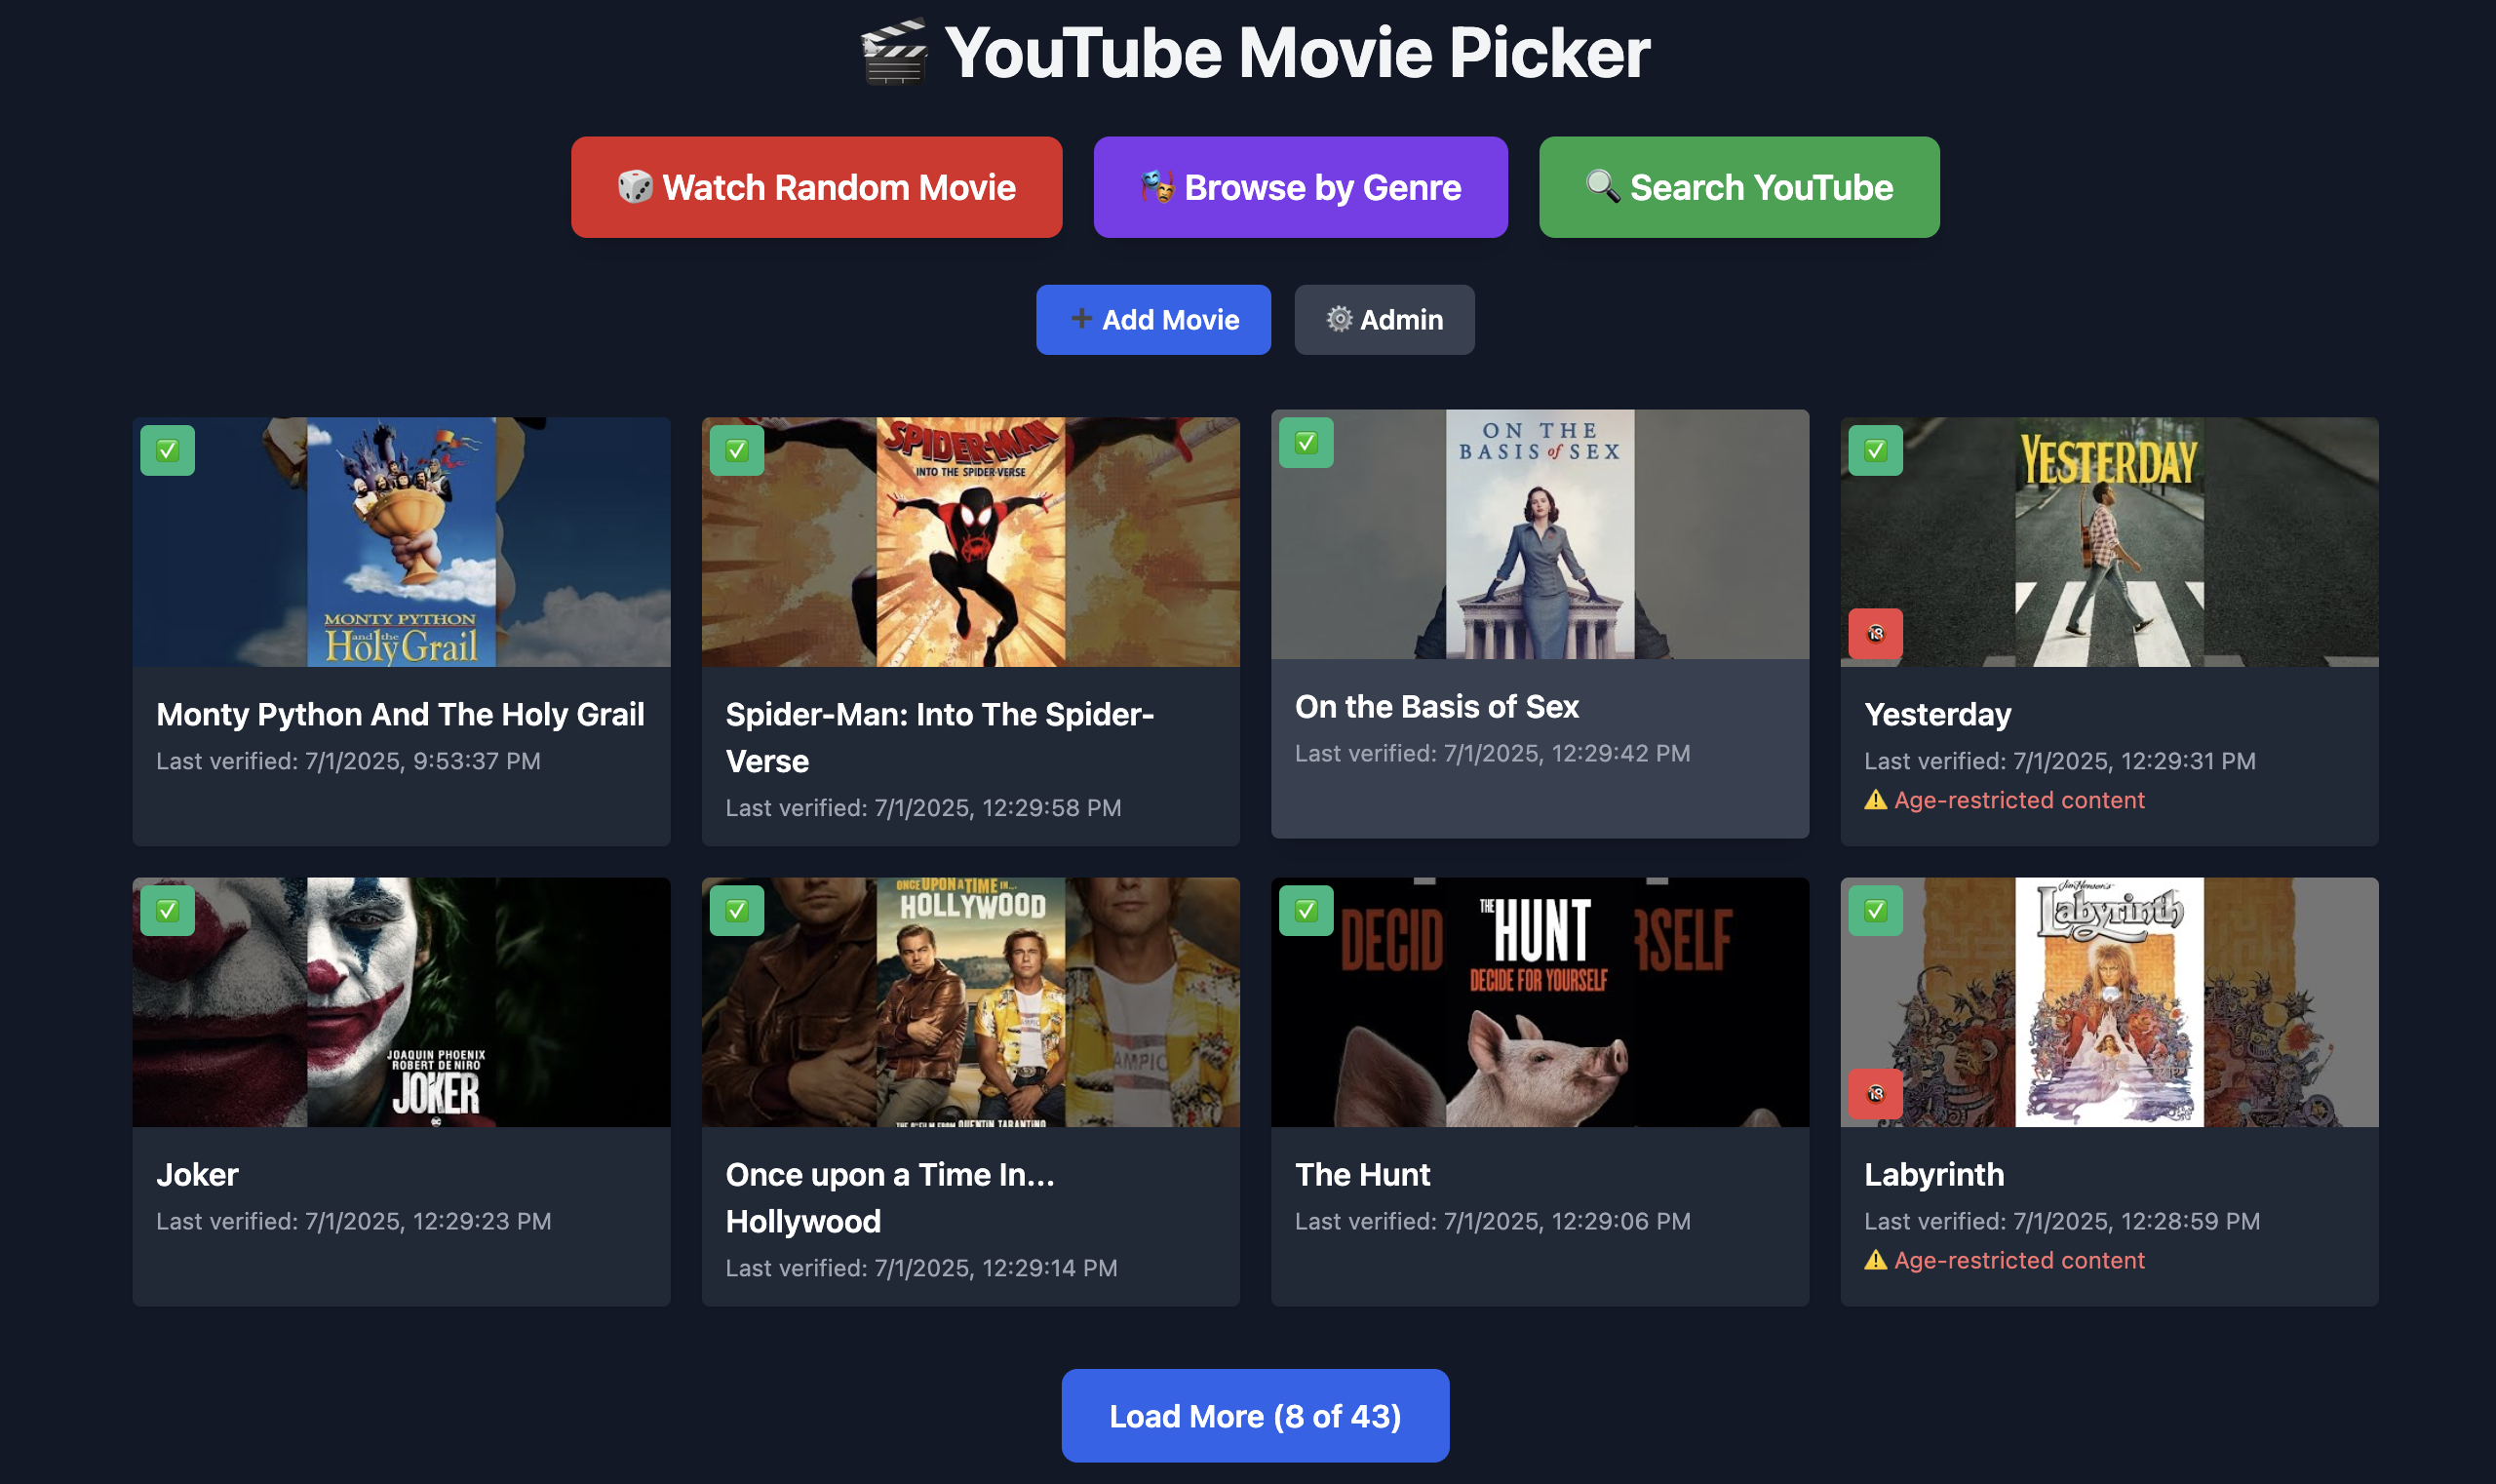 🎬 YouTube Movie Picker
🎲 Watch Random Movie
🎭 Browse by Genre
🔍 Search YouTube
➕ Add Movie
⚙️ Admin
MONTY PYTHON
and the
Holy Grail
Monty Python And The Holy Grail
Last verified: 7/1/2025, 9:53:37 PM
SPIDER-MAN
INTO THE SPIDER-VERSE
Spider-Man: Into The Spider-
Verse
Last verified: 7/1/2025, 12:29:58 PM
ON THE
BASIS of SEX
On the Basis of Sex
Last verified: 7/1/2025, 12:29:42 PM
YESTERDAY
🔞
Yesterday
Last verified: 7/1/2025, 12:29:31 PM
⚠️ Age-restricted content
JOAQUIN PHOENIX
ROBERT DE NIRO
JOKER
DC
Joker
Last verified: 7/1/2025, 12:29:23 PM
ONCE UPON A TIME IN...
HOLLYWOOD
AMPIO
THE 9TH FILM FROM QUENTIN TARANTINO
Once upon a Time In...
Hollywood
Last verified: 7/1/2025, 12:29:14 PM
DECID
THE
HUNT
DECIDE FOR YOURSELF
RSELF
The Hunt
Last verified: 7/1/2025, 12:29:06 PM
Jim Henson's
Labyrinth
🔞
Labyrinth
Last verified: 7/1/2025, 12:28:59 PM
⚠️ Age-restricted content
Load More (8 of 43)